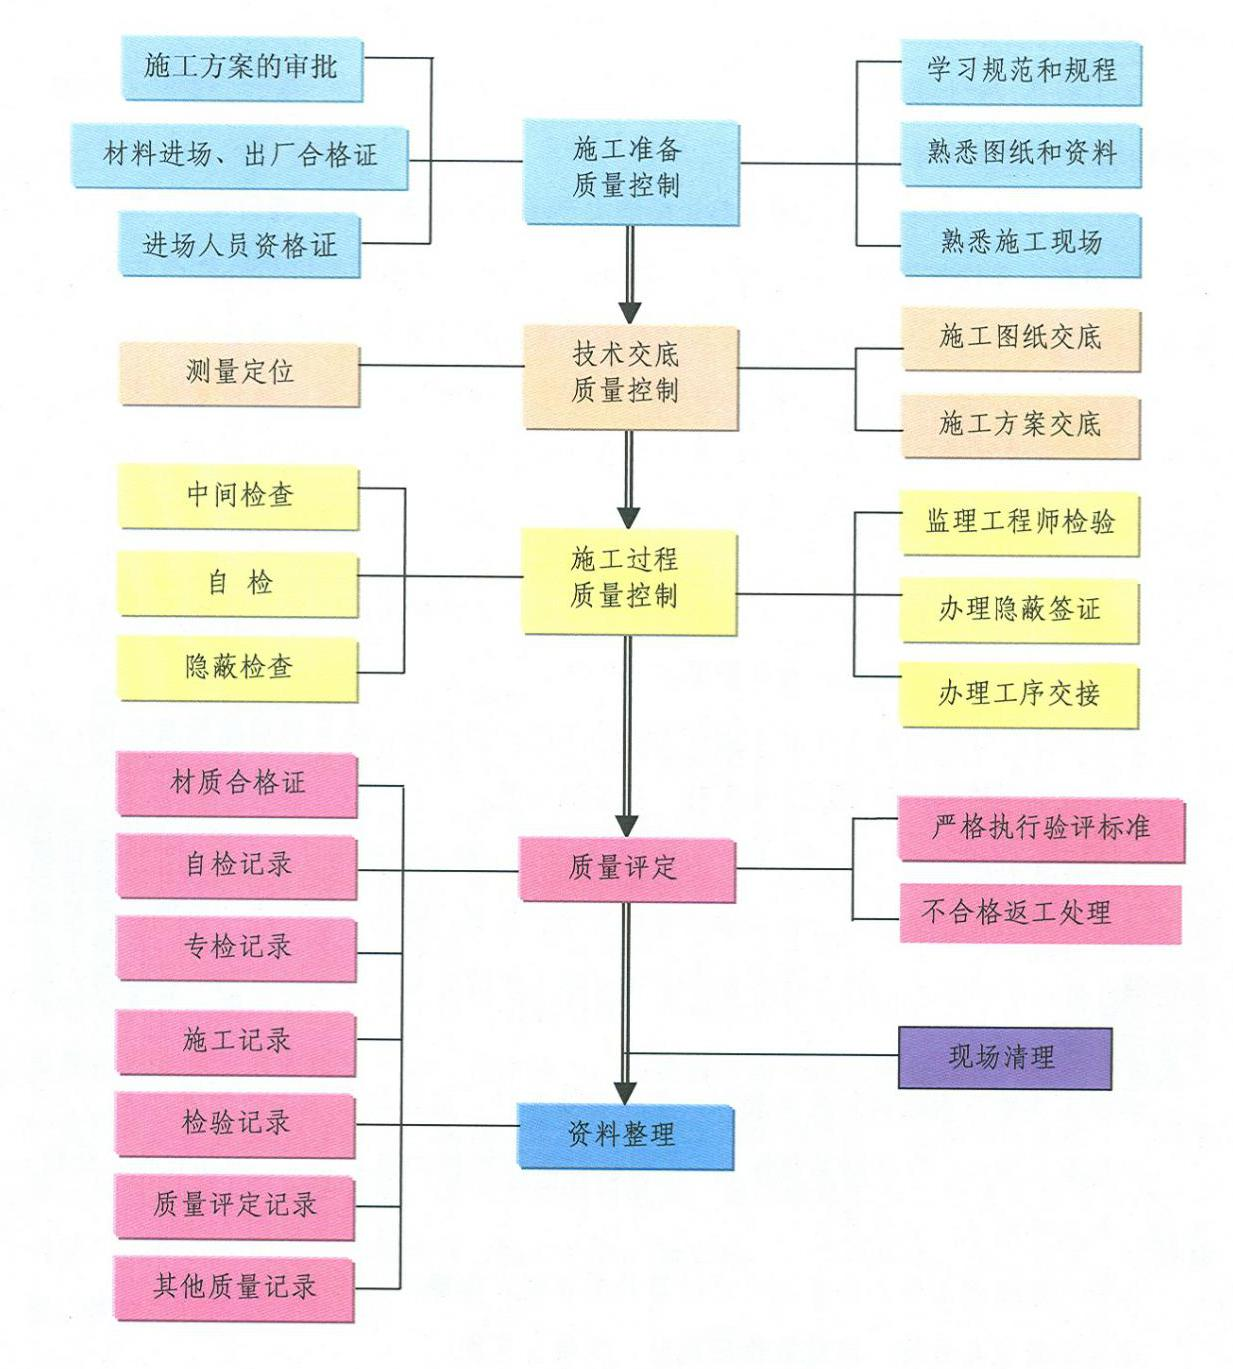 施工方案的审批
学习规范和规程
材料进场、出厂合格证
施工准备
质量控制
熟悉图纸和资料
进场人员资格证
熟悉施工现场
测量定位
技术交底
质量控制
施工图纸交底
施工方案交底
中间检查
自 检
隐蔽检查
施工过程
质量控制
监理工程师检验
办理隐蔽签证
办理工序交接
材质合格证
自检记录
专检记录
施工记录
检验记录
质量评定记录
其他质量记录
质量评定
严格执行验评标准
不合格返工处理
现场清理
资料整理